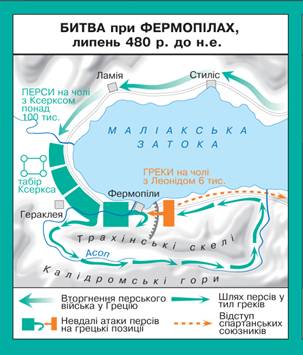 БИТВА при ФЕРМОПІЛАХ,
липень 480 р. до н.е.
Ламія
Стиліс
ПЕРСИ на чолі
з Ксерксом
понад
100 тис.
МАЛІАКСЬКА
ЗАТОКА
ГРЕКИ на чолі
з Леонідом 6 тис.
табір
Ксеркса
Фермопіли
Гераклея
Трахінські скелі
Асоп
Калідромські гори
Вторгнення перського
війська у Грецію
Невдалі атаки персів
на грецькі позиції
Шлях персів у
тил греків
Відступ
спартанських
союзників